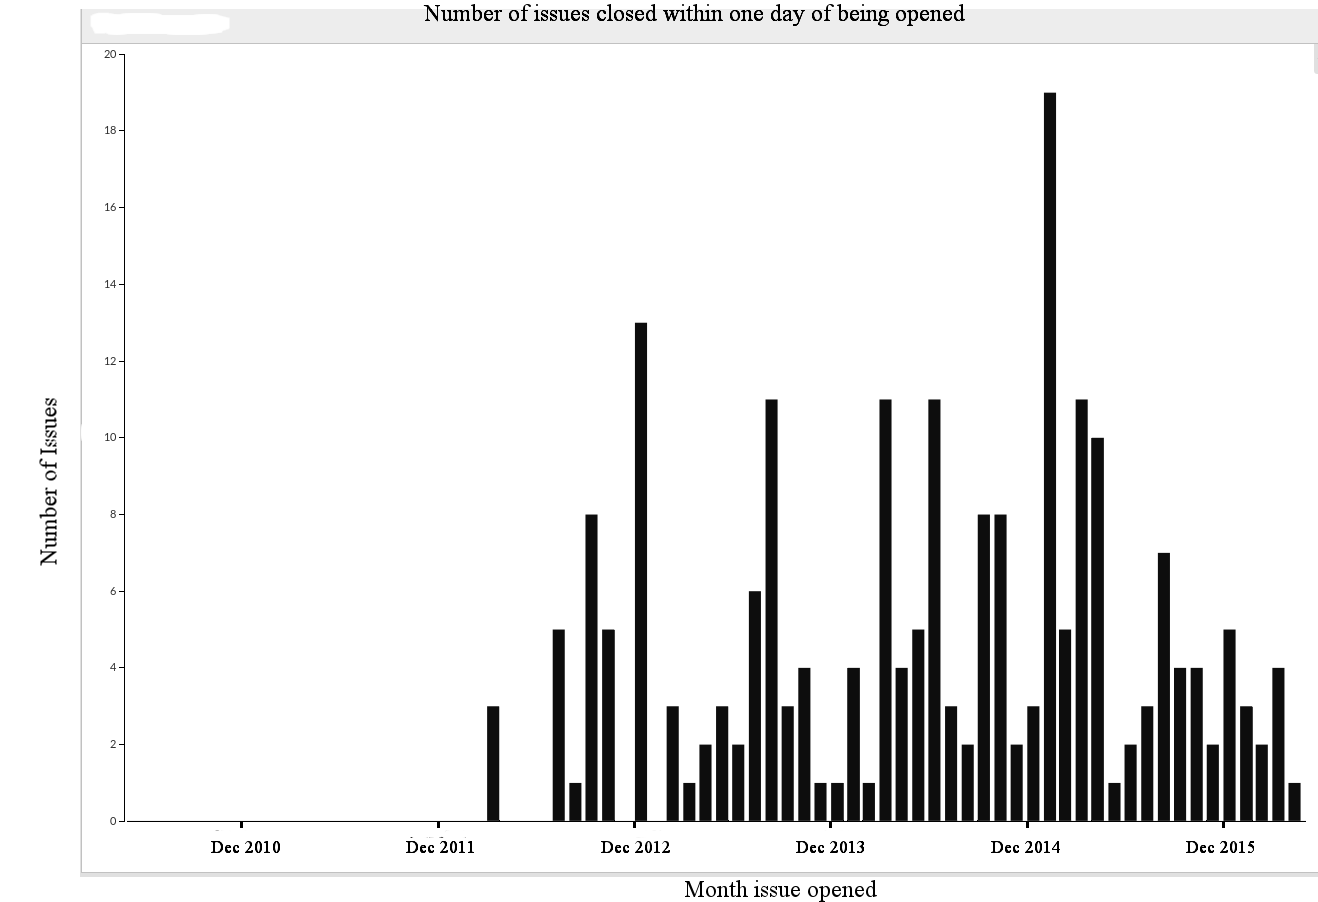 Number of issues closed within one day of being opened
20
18
16
14
12
10
8
6
4
2
0
Number of Issues
Dec 2010 Dec 2011 Dec 2012 Dec 2013 Dec 2014 Dec 2015
Month issue opened